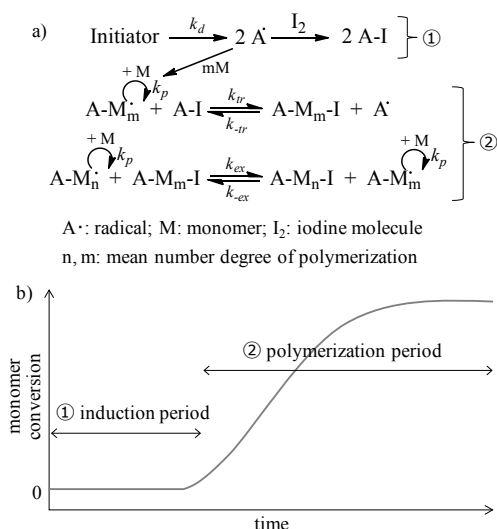 a)
Initiator k_d 2 A• I₂ 2 A-I ①
mM
+ M + M
k_p
A-M_m• + A-I k_tr k_-tr A-M_m-I + A•
②
+ M k_p + M k_p
A-M_n• + A-M_m-I k_ex k_-ex A-M_n-I + A-M_m•
A·: radical; M: monomer; I₂: iodine molecule
n, m: mean number degree of polymerization
b)
② polymerization period
① induction period
monomer
conversion
0
time